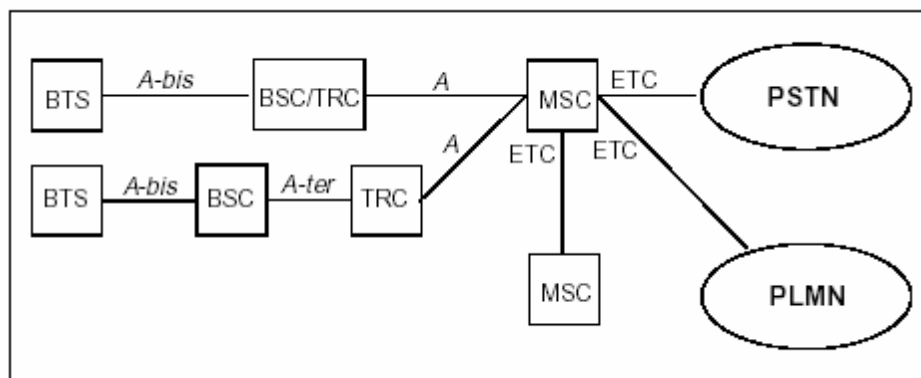 BTS A-bis BSC/TRC A MSC ETC PSTN
A ETC ETC
BTS A-bis BSC A-ter TRC
MSC PLMN